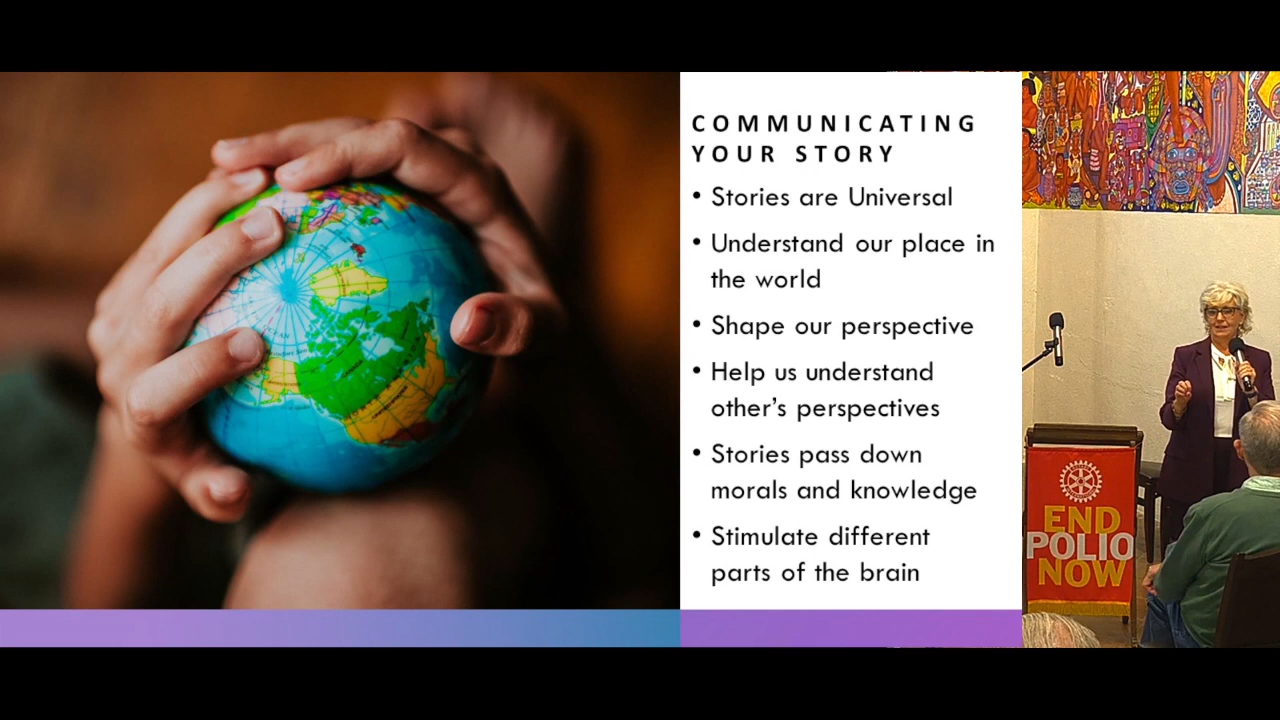 COMMUNICATING
YOUR STORY
• Stories are Universal
• Understand our place in
the world
• Shape our perspective
• Help us understand
other’s perspectives
• Stories pass down
morals and knowledge
• Stimulate different
parts of the brain
END
POLIO
NOW